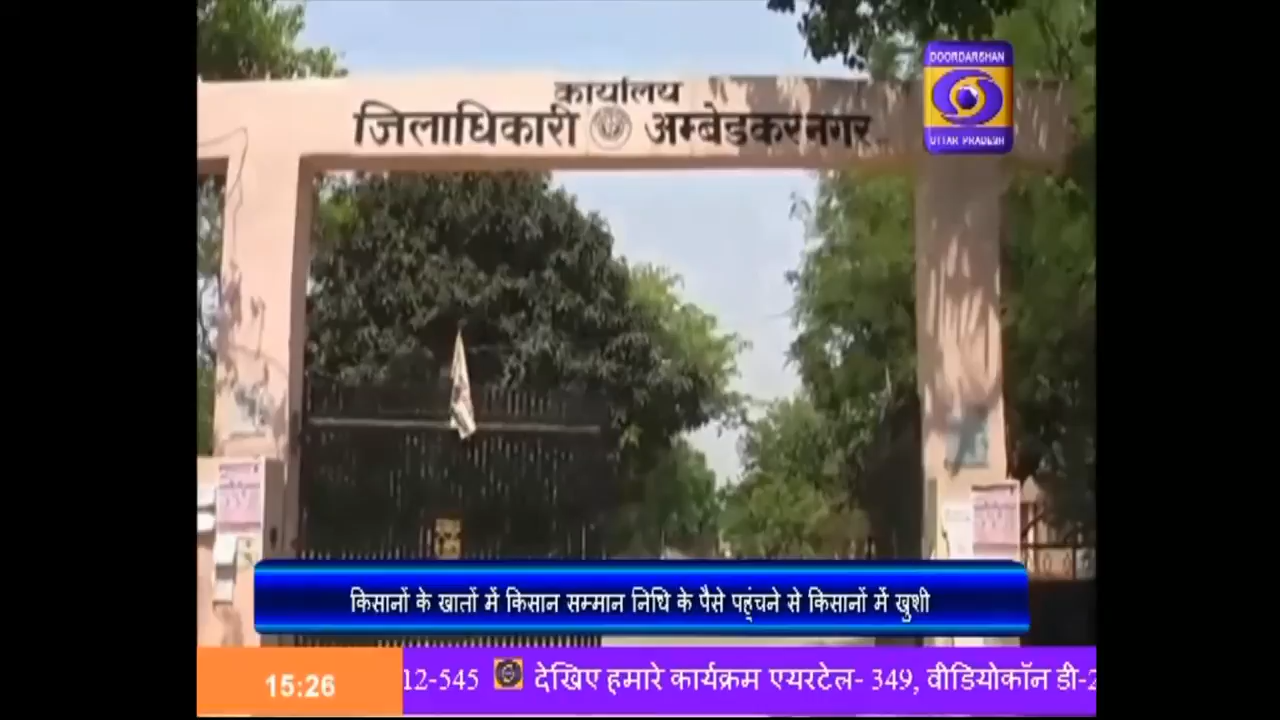 कार्यालय
जिलाधिकारी अम्बेडकरनगर
DOORDARSHAN
UTTAR PRADESH
किसानों के खातों में किसान सम्मान निधि के पैसे पहुंचने से किसानों में खुशी
15:26
12-545 देखिए हमारे कार्यक्रम एयरटेल- 349, वीडियोकॉन डी-2